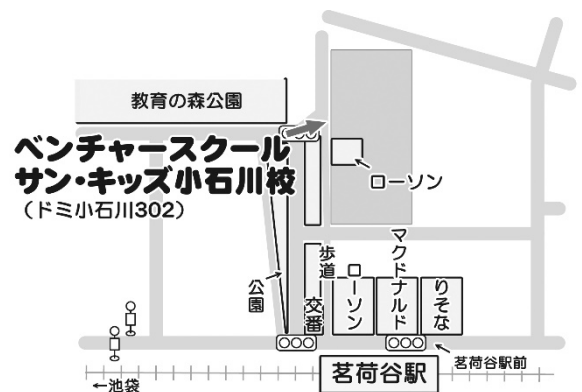 教育の森公園
ベンチャースクール
サン・キッズ小石川校
（ドミ小石川302）
ローソン
公園
歩道
交番
ローソン
マクドナルド
りそな
茗荷谷駅
茗荷谷駅前
←池袋